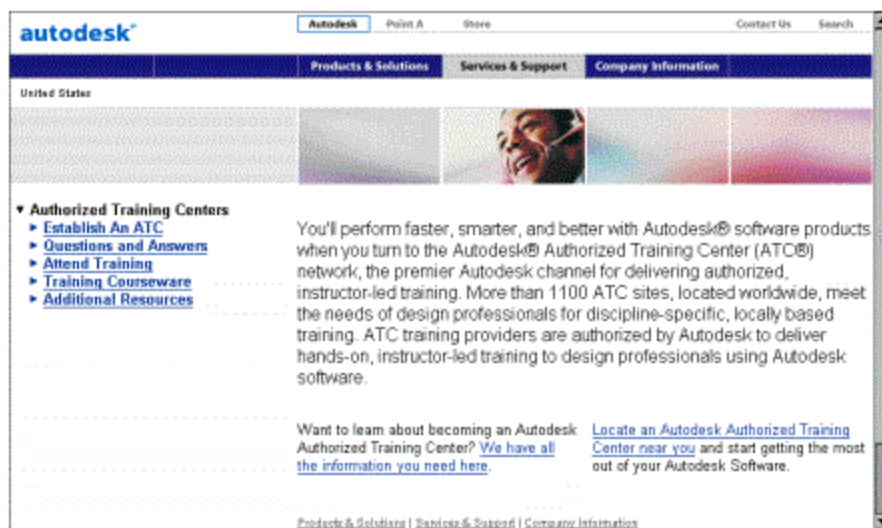 autodesk®
Autodesk Point A Store Contact Us Search
Products & Solutions Services & Support Company Information
United States
Authorized Training Centers
Establish An ATC
Questions and Answers
Attend Training
Training Courseware
Additional Resources
You'll perform faster, smarter, and better with Autodesk® software products
when you turn to the Autodesk® Authorized Training Center (ATC®)
network, the premier Autodesk channel for delivering authorized,
instructor-led training. More than 1100 ATC sites, located worldwide, meet
the needs of design professionals for discipline-specific, locally based
training. ATC training providers are authorized by Autodesk to deliver
hands-on, instructor-led training to design professionals using Autodesk
software.
Want to learn about becoming an Autodesk
Authorized Training Center? We have all
the information you need here.
Locate an Autodesk Authorized Training
Center near you and start getting the most
out of your Autodesk Software.
Products & Solutions | Services & Support | Company Information